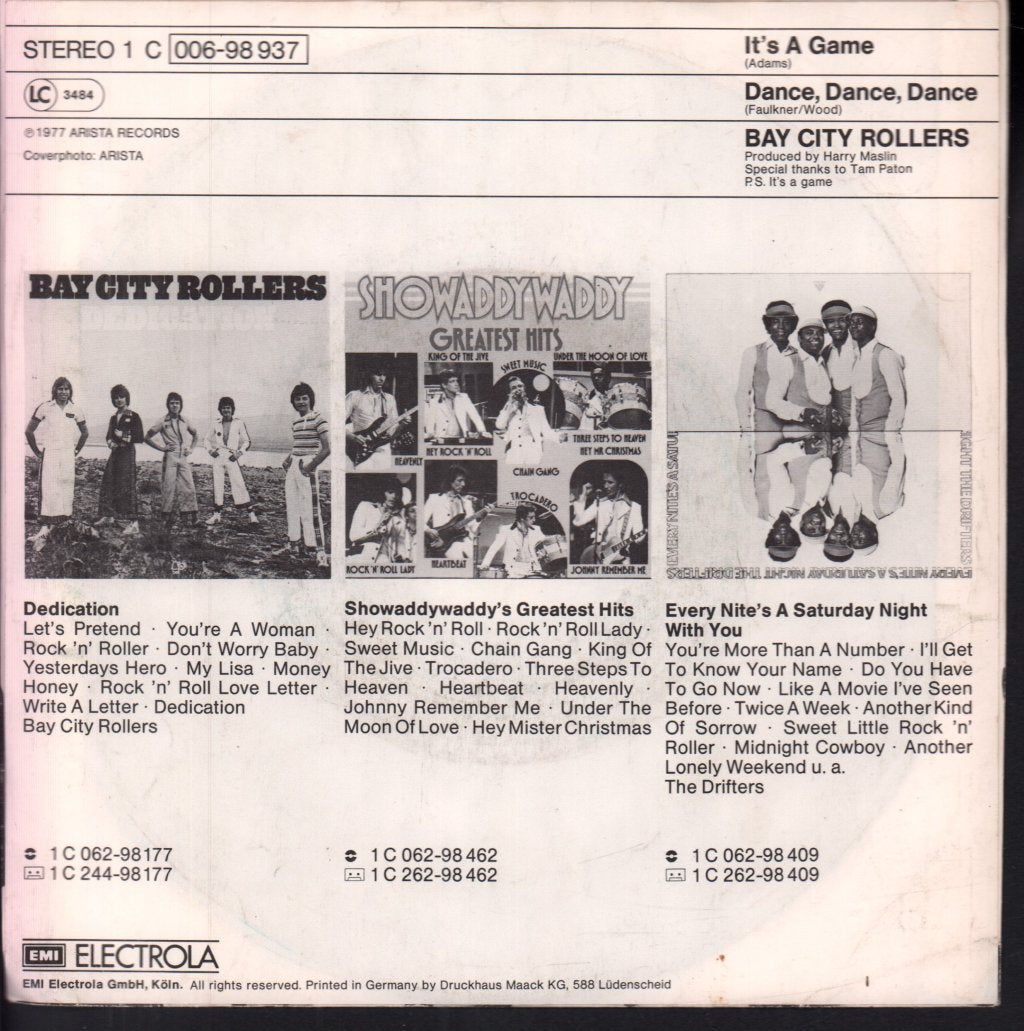 STEREO 1 C 006-98 937
It's A Game
(Adams)
LC 3484
Dance, Dance, Dance
(Faulkner/Wood)
℗1977 ARISTA RECORDS
Coverphoto: ARISTA
BAY CITY ROLLERS
Produced by Harry Maslin
Special thanks to Tam Paton
P.S. It's a game
BAY CITY ROLLERS
SHOWADDYWADDY
GREATEST HITS
KING OF THE JIVE
SWEET MUSIC
UNDER THE MOON OF LOVE
HEY ROCK 'N' ROLL
THREE STEPS TO HEAVEN
HEAVENLY
CHAIN GANG
HEY MR CHRISTMAS
TROCADERO
ROCK 'N' ROLL LADY
HEARTBEAT
JOHNNY REMEMBER ME
EVERY NITE'S A SATURDAY NIGHT THE DRIFTERS
Dedication
Let's Pretend · You're A Woman ·
Rock 'n' Roller · Don't Worry Baby ·
Yesterdays Hero · My Lisa · Money
Honey · Rock 'n' Roll Love Letter ·
Write A Letter · Dedication
Bay City Rollers
Showaddywaddy's Greatest Hits
Hey Rock 'n' Roll · Rock 'n' Roll Lady ·
Sweet Music · Chain Gang · King Of
The Jive · Trocadero · Three Steps To
Heaven · Heartbeat · Heavenly ·
Johnny Remember Me · Under The
Moon Of Love · Hey Mister Christmas
Every Nite's A Saturday Night
With You
You're More Than A Number · I'll Get
To Know Your Name · Do You Have
To Go Now · Like A Movie I've Seen
Before · Twice A Week · Another Kind
Of Sorrow · Sweet Little Rock 'n'
Roller · Midnight Cowboy · Another
Lonely Weekend u. a.
The Drifters
1 C 062-98177
1 C 244-98177
1 C 062-98 462
1 C 262-98 462
1 C 062-98 409
1 C 262-98 409
EMI ELECTROLA
EMI Electrola GmbH, Köln. All rights reserved. Printed in Germany by Druckhaus Maack KG, 588 Lüdenscheid